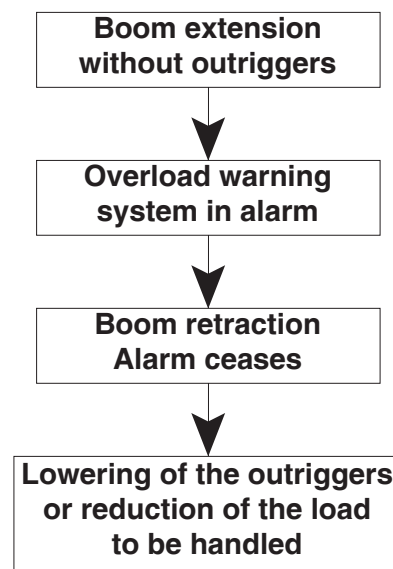 Boom extension
without outriggers
Overload warning
system in alarm
Boom retraction
Alarm ceases
Lowering of the outriggers
or reduction of the load
to be handled